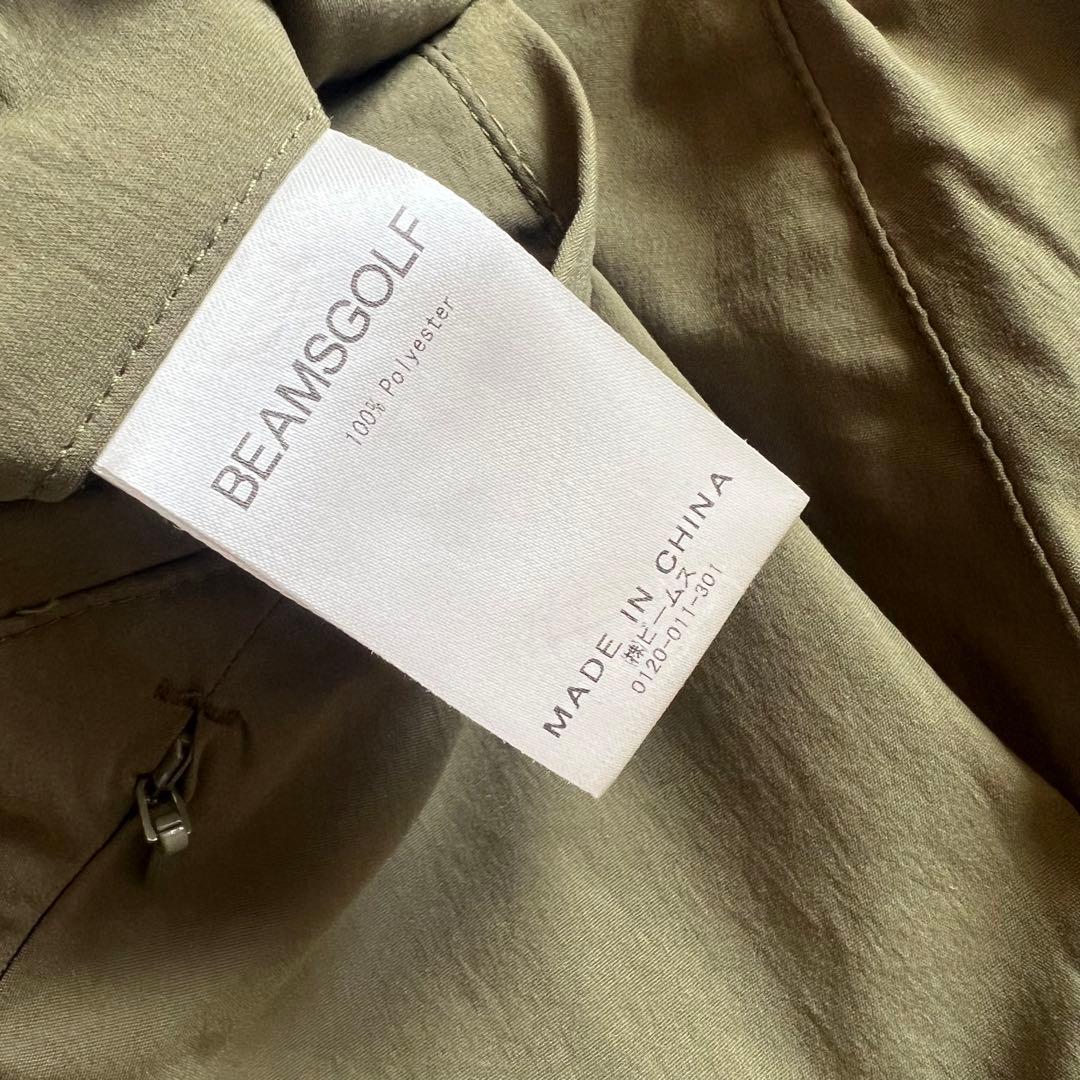 BEAMSGOLF
100% Polyester
MADE IN CHINA
㈱ビームス
0120-011-301